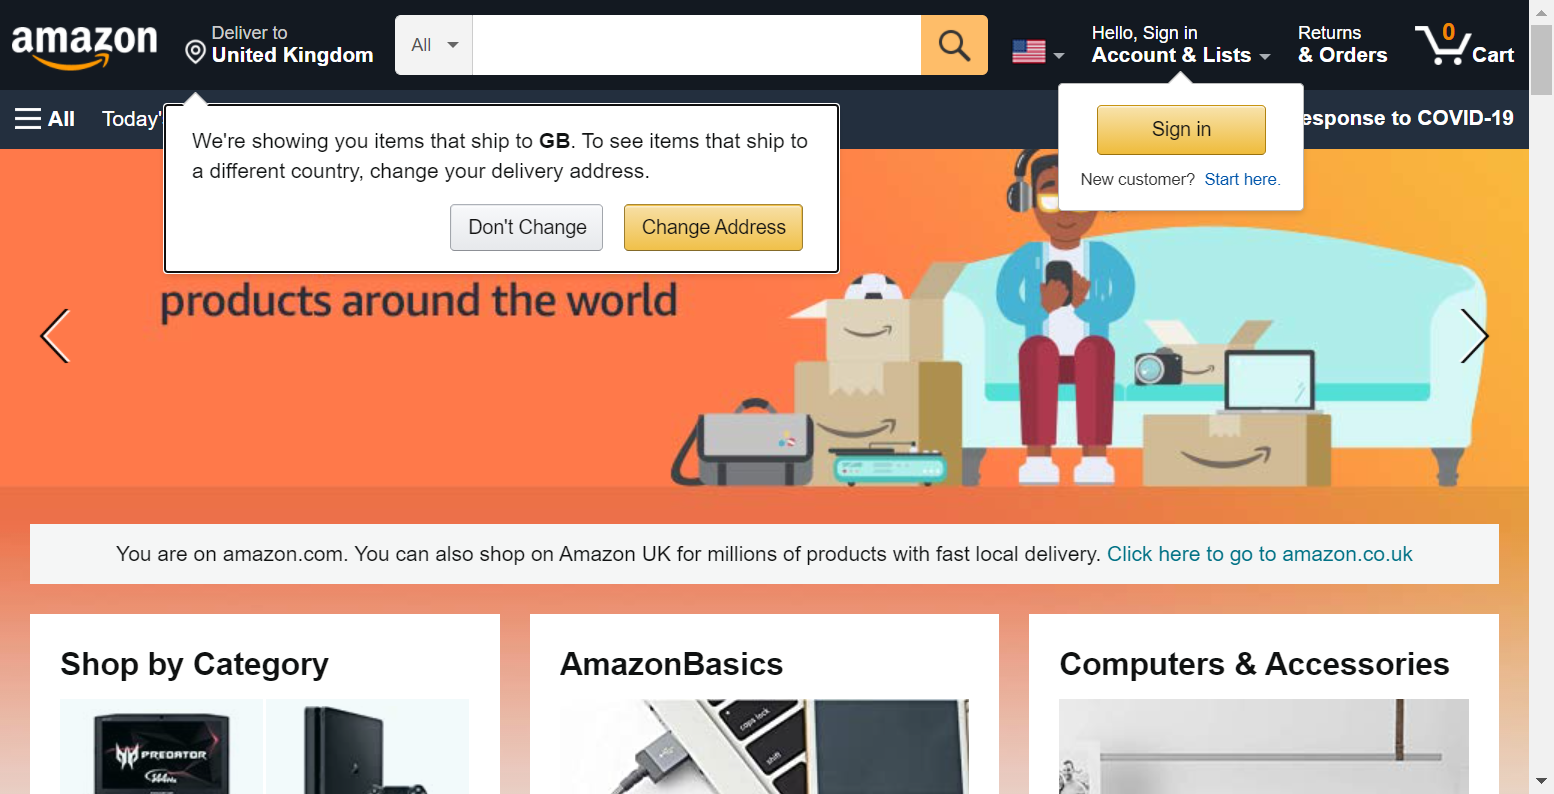 amazon
Deliver to
United Kingdom
All
Hello, Sign in
Account & Lists
Returns
& Orders
0
Cart
All
Today'
esponse to COVID-19
We're showing you items that ship to GB. To see items that ship to
a different country, change your delivery address.
Don't Change
Change Address
Sign in
New customer? Start here.
products around the world
You are on amazon.com. You can also shop on Amazon UK for millions of products with fast local delivery. Click here to go to amazon.co.uk
Shop by Category
AmazonBasics
Computers & Accessories
PREDATOR
144Hz
caps lock
shift